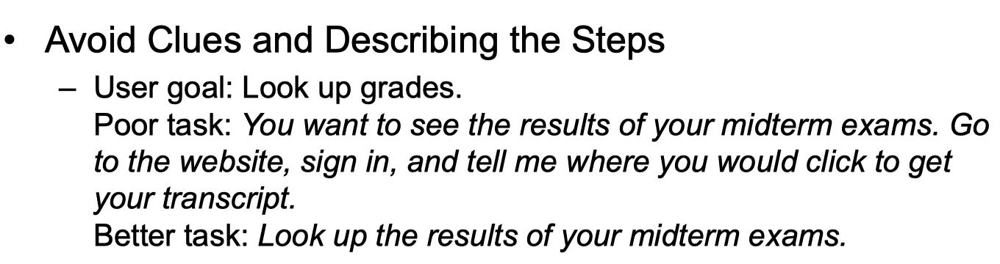 • Avoid Clues and Describing the Steps
– User goal: Look up grades.
Poor task: You want to see the results of your midterm exams. Go
to the website, sign in, and tell me where you would click to get
your transcript.
Better task: Look up the results of your midterm exams.